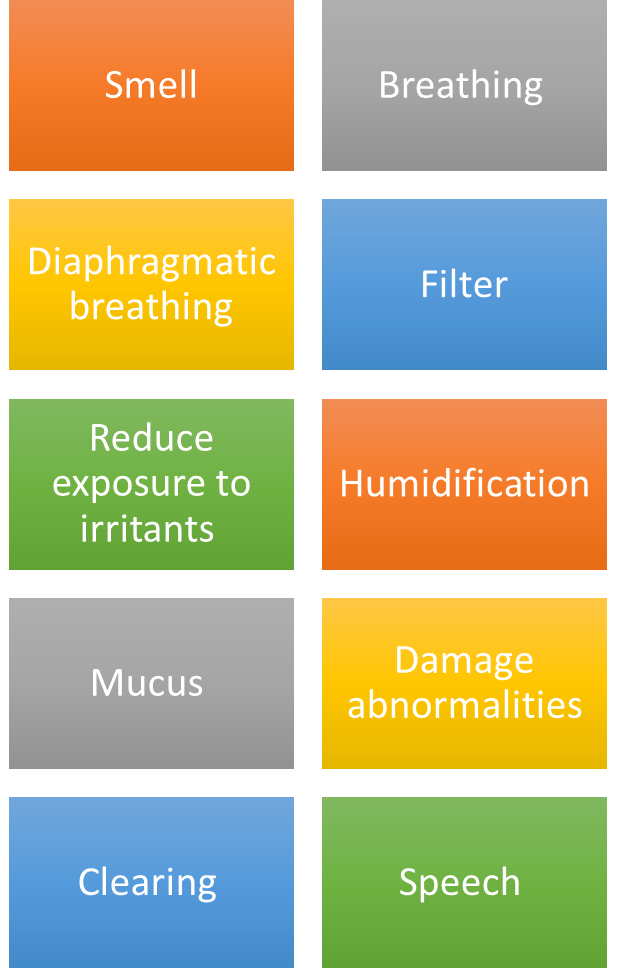 Smell
Breathing
Diaphragmatic
breathing
Filter
Reduce
exposure to
irritants
Humidification
Mucus
Damage
abnormalities
Clearing
Speech